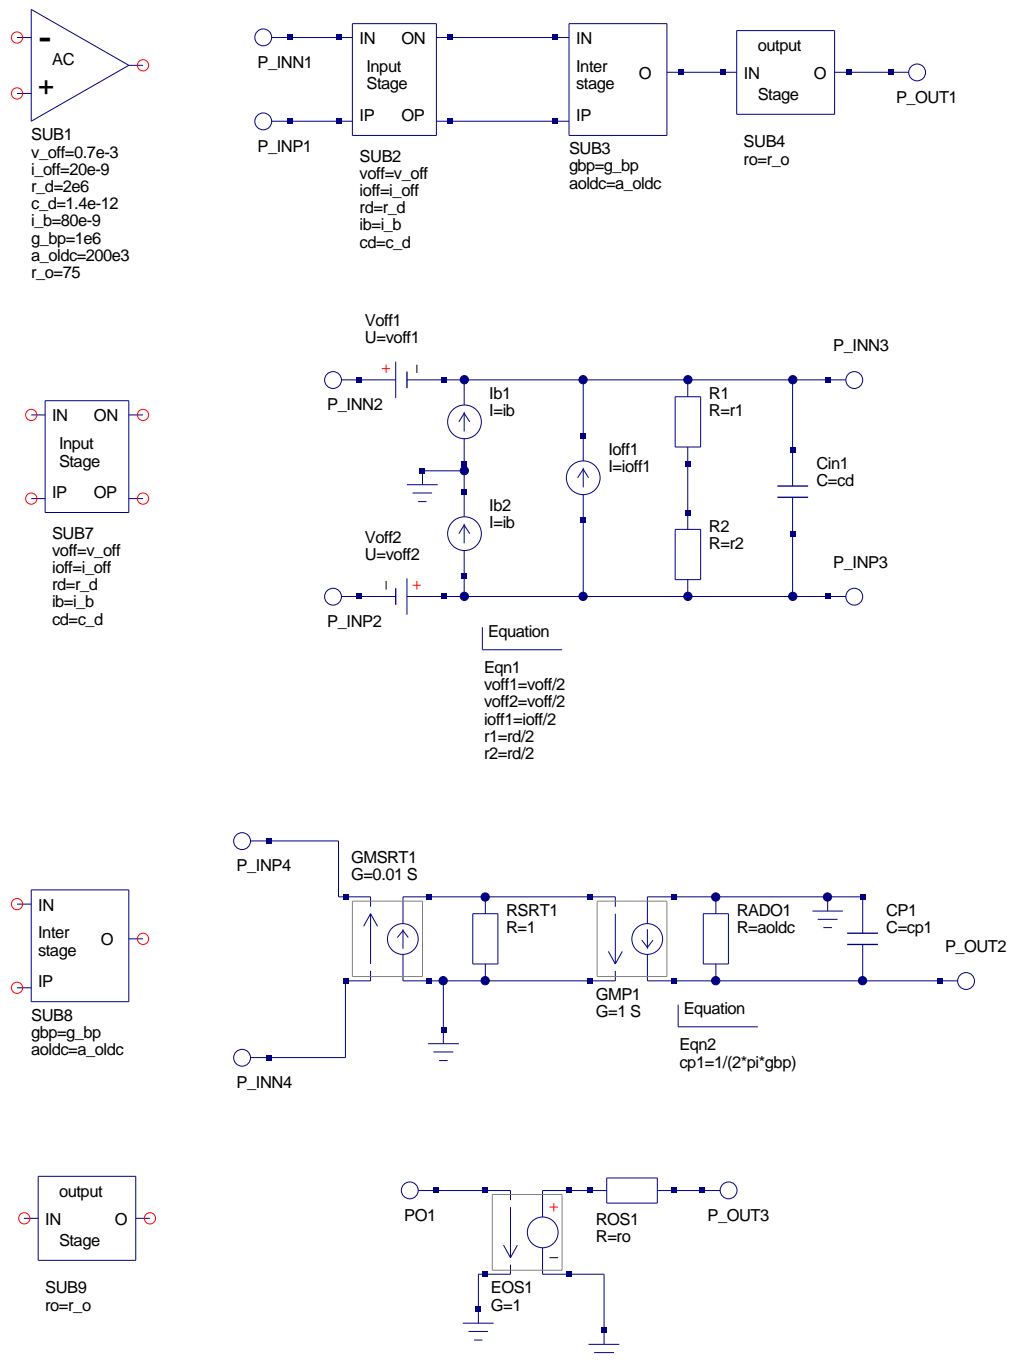 -
AC
+
SUB1
v_off=0.7e-3
i_off=20e-9
r_d=2e6
c_d=1.4e-12
i_b=80e-9
g_bp=1e6
a_oldc=200e3
r_o=75
P_INN1
P_INP1
IN ON
Input
Stage
IP OP
SUB2
voff=v_off
ioff=i_off
rd=r_d
ib=i_b
cd=c_d
IN
Inter
stage
O
IP
SUB3
gbp=g_bp
aoldc=a_oldc
output
IN O
Stage
SUB4
ro=r_o
P_OUT1
IN ON
Input
Stage
IP OP
SUB7
voff=v_off
ioff=i_off
rd=r_d
ib=i_b
cd=c_d
Voff1
U=voff1
+ -
P_INN2
Ib1
I=ib
Ioff1
I=ioff1
R1
R=r1
P_INN3
Cin1
C=cd
Ib2
I=ib
R2
R=r2
Voff2
U=voff2
- +
P_INP2
P_INP3
Equation
Eqn1
voff1=voff/2
voff2=voff/2
ioff1=ioff/2
r1=rd/2
r2=rd/2
IN
Inter
stage
O
IP
SUB8
gbp=g_bp
aoldc=a_oldc
P_INP4
GMSRT1
G=0.01 S
RSRT1
R=1
GMP1
G=1 S
RADO1
R=aoldc
CP1
C=cp1
P_OUT2
P_INN4
Equation
Eqn2
cp1=1/(2*pi*gbp)
output
IN O
Stage
SUB9
ro=r_o
PO1
+
-
EOS1
G=1
ROS1
R=ro
P_OUT3